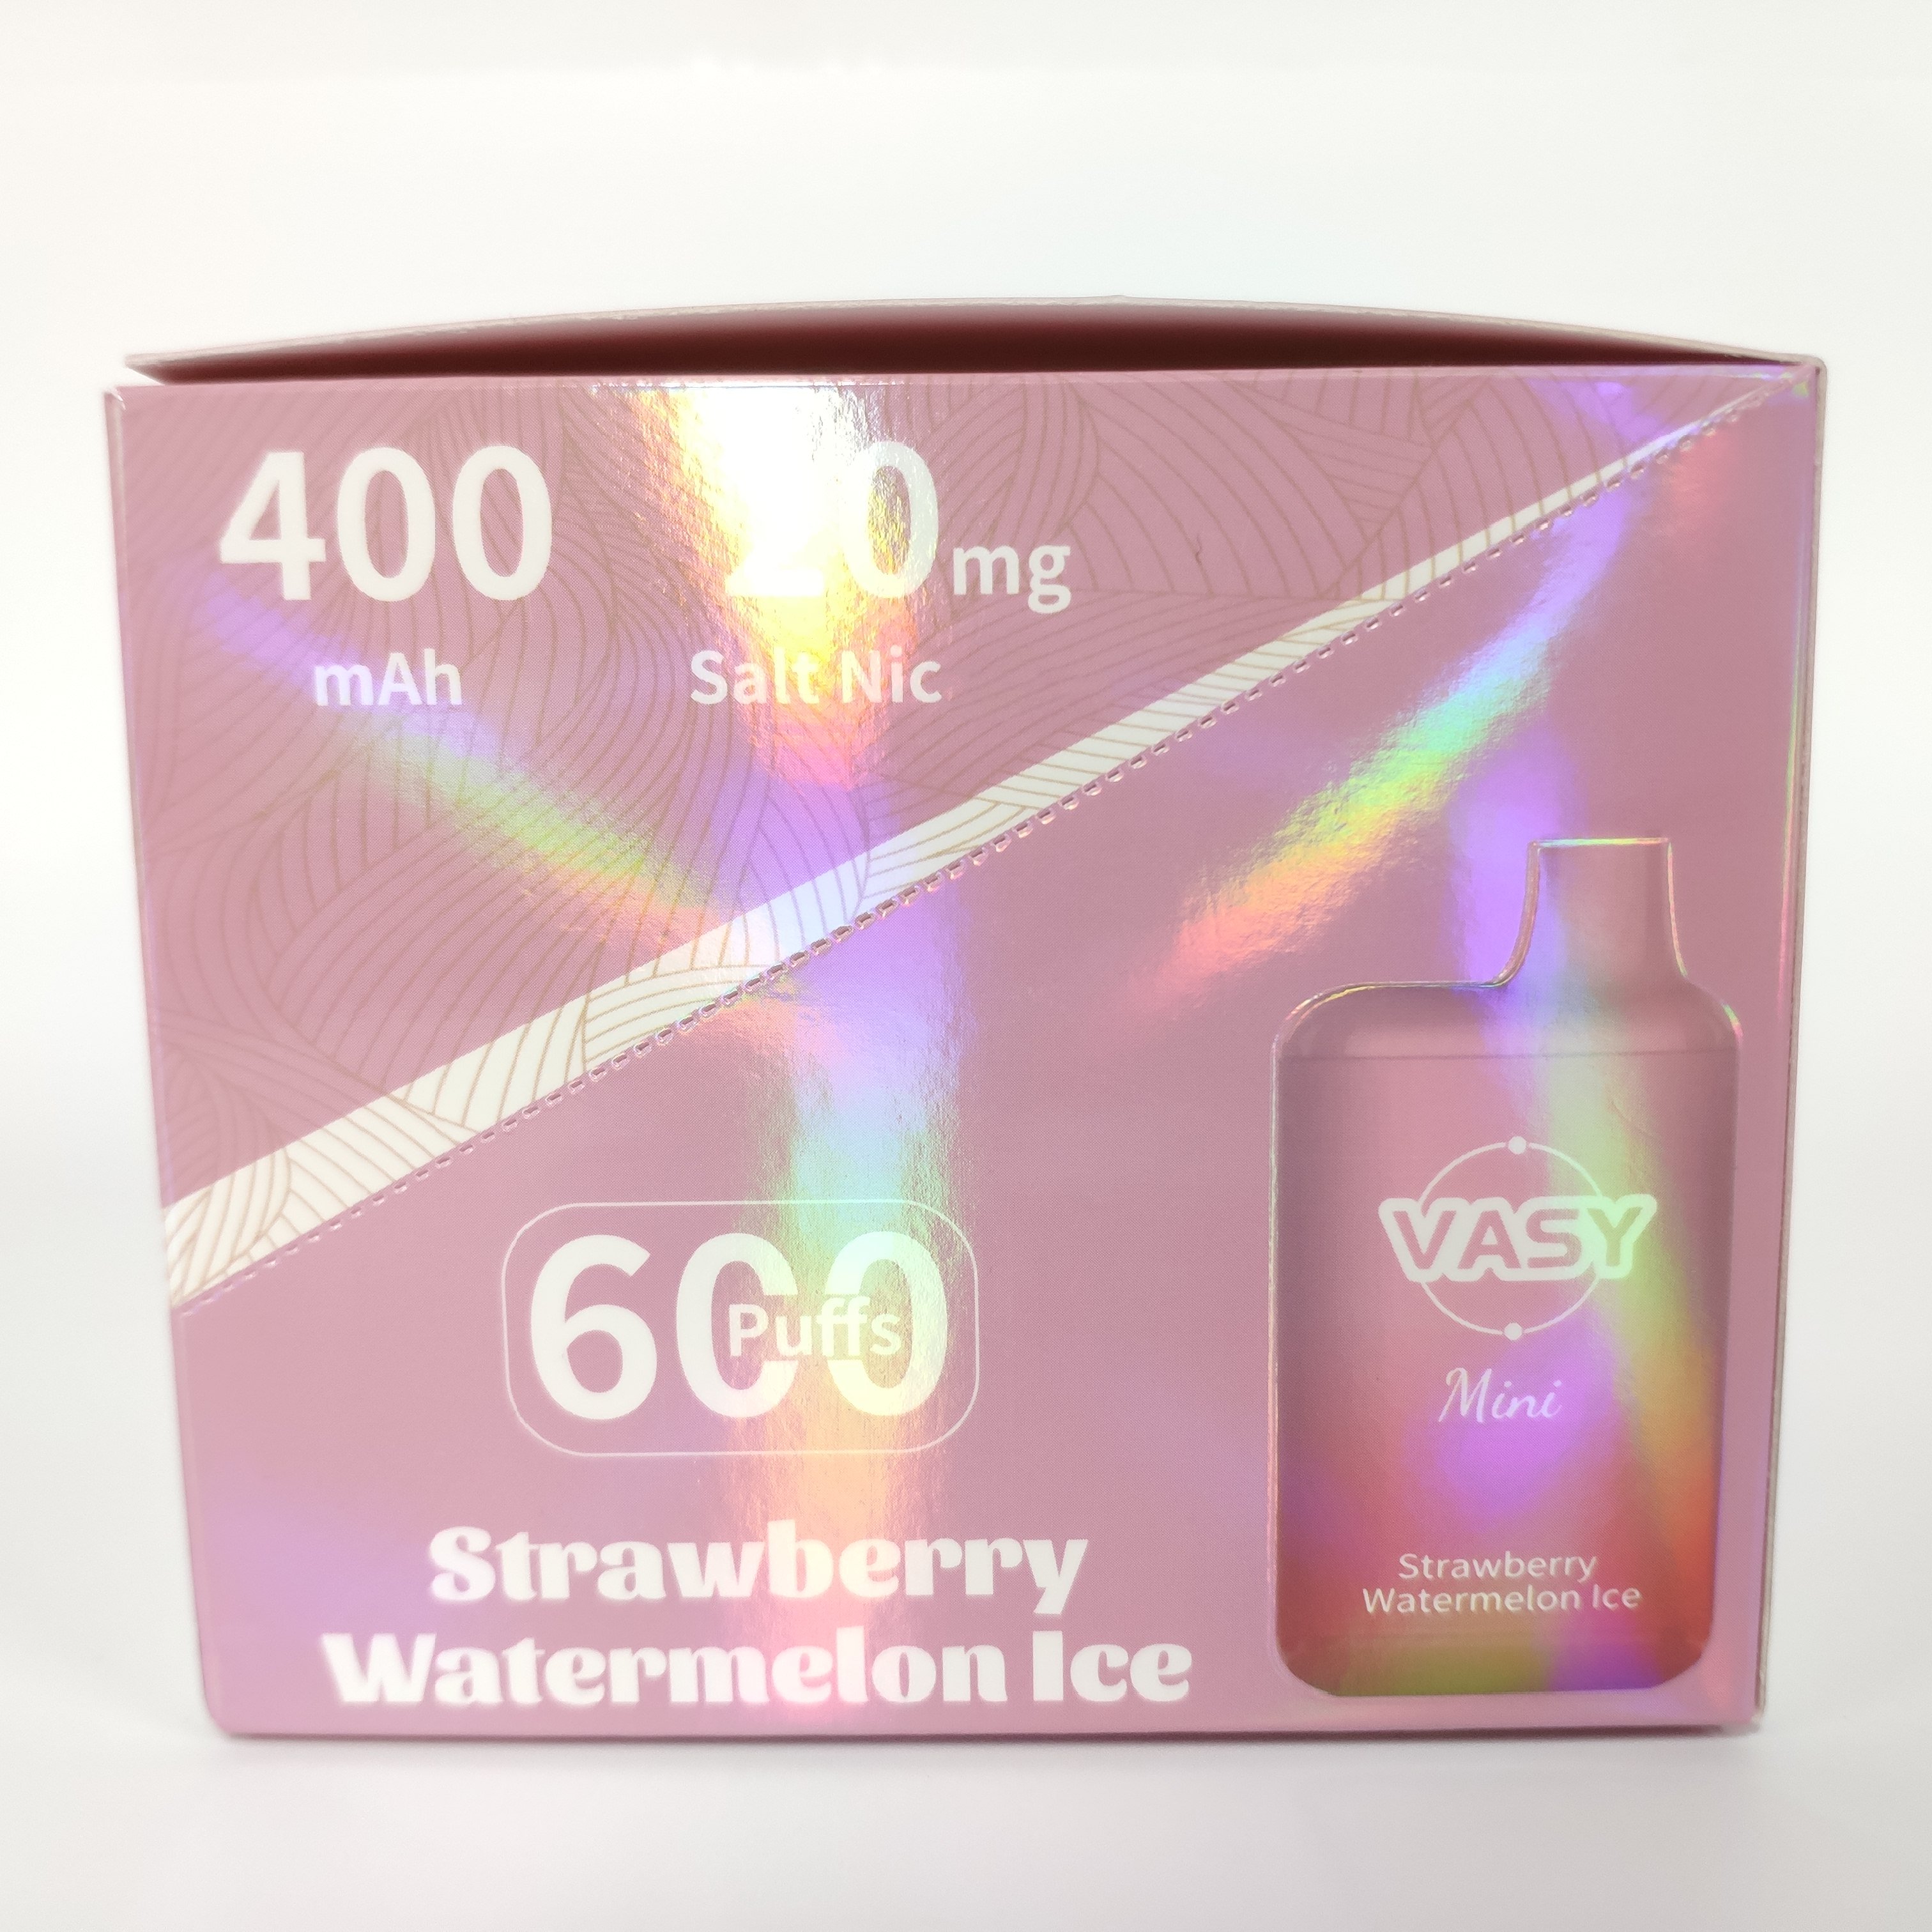 400
mAh
20mg
Salt Nic
600
Puffs
Strawberry
Watermelon Ice
VASY
Mini
Strawberry
Watermelon Ice